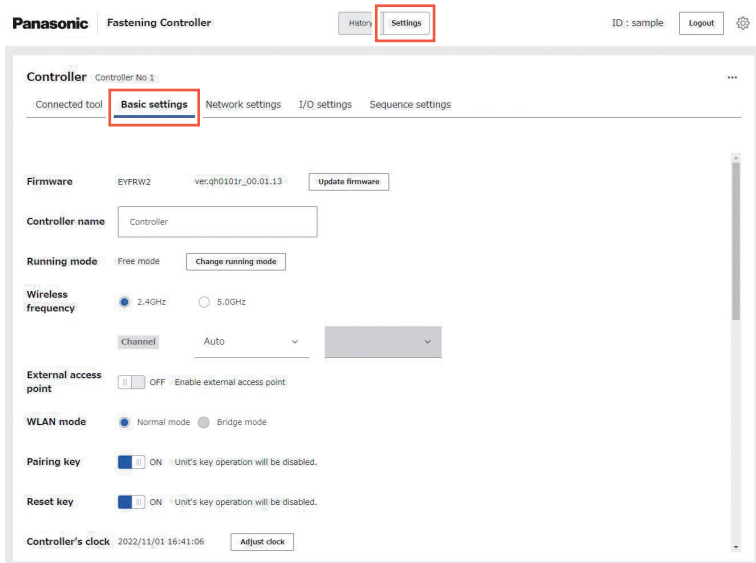 Panasonic Fastening Controller History Settings ID : sample Logout
Controller Controller No 1 ...
Connected tool Basic settings Network settings I/O settings Sequence settings
Firmware EYFRW2 ver.qh0101r_00.01.13 Update firmware
Controller name Controller
Running mode Free mode Change running mode
Wireless frequency 2.4GHz 5.0GHz
Channel Auto
External access point OFF Enable external access point
WLAN mode Normal mode Bridge mode
Pairing key ON Unit's key operation will be disabled.
Reset key ON Unit's key operation will be disabled.
Controller's clock 2022/11/01 16:41:06 Adjust clock